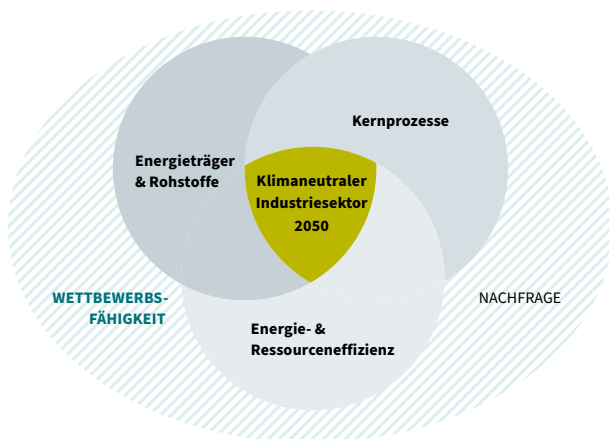 Kernprozesse
Energieträger
& Rohstoffe
Klimaneutraler
Industriesektor
2050
WETTBEWERBS-
FÄHIGKEIT
NACHFRAGE
Energie- &
Ressourceneffizienz